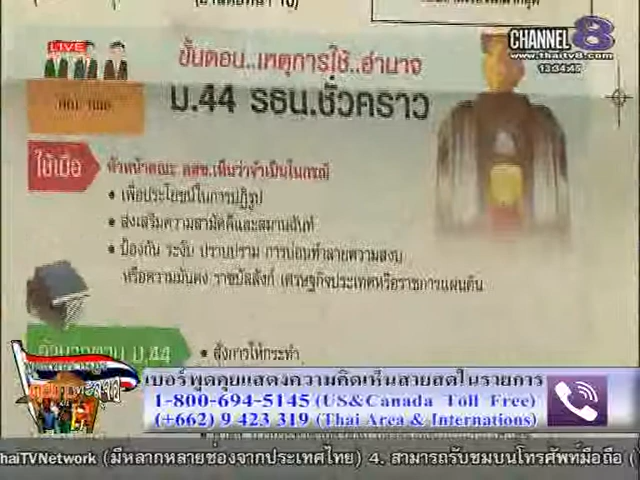 (อ่านต่อหน้า 10)
CHANNEL 8
www.thaitv8.com
13:34:45
LIVE
ขั้นตอน..เหตุการใช้..อำนาจ
ม.44 รธน.ชั่วคราว
ใช้เมื่อ
หัวหน้าคณะ คสช.เห็นว่าจำเป็นในกรณี
• เพื่อประโยชน์ในการปฏิรูป
• ส่งเสริมความสามัคคีและสมานฉันท์
• ป้องกัน ระงับ ปราบปราม การบ่อนทำลายความสงบ
หรือความมั่นคง ราชบัลลังก์ เศรษฐกิจประเทศหรือราชการแผ่นดิน
ม.44
• สั่งการให้กระทำ
เบอร์พูดคุยแสดงความคิดเห็นสายสดในรายการ
1-800-694-5145 (US&Canada Toll Free)
(+662) 9 423 319 (Thai Area & Internations)
haiTVNetwork (มีหลากหลายช่องจากประเทศไทย) 4. สามารถรับชมบนโทรศัพท์มือถือ (